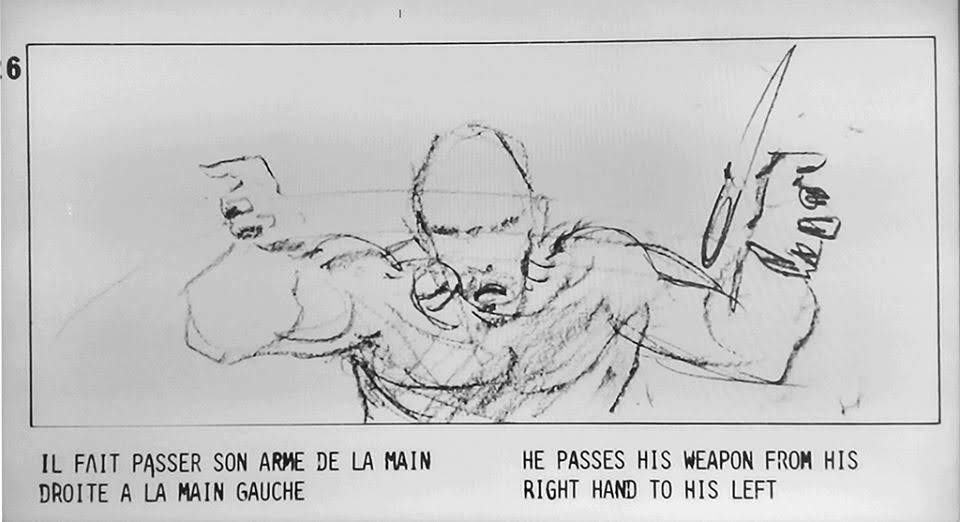 26
IL FAIT PASSER SON ARME DE LA MAIN
DROITE A LA MAIN GAUCHE
HE PASSES HIS WEAPON FROM HIS
RIGHT HAND TO HIS LEFT